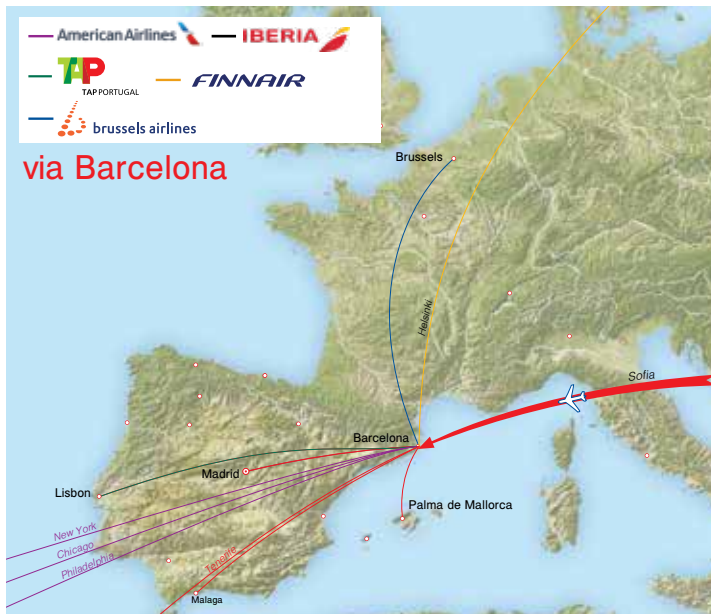 American Airlines
IBERIA
TAP
TAP PORTUGAL
FINNAIR
brussels airlines
via Barcelona
Brussels
Helsinki
Sofia
Barcelona
Madrid
Lisbon
Palma de Mallorca
New York
Chicago
Philadelphia
Tenerife
Malaga